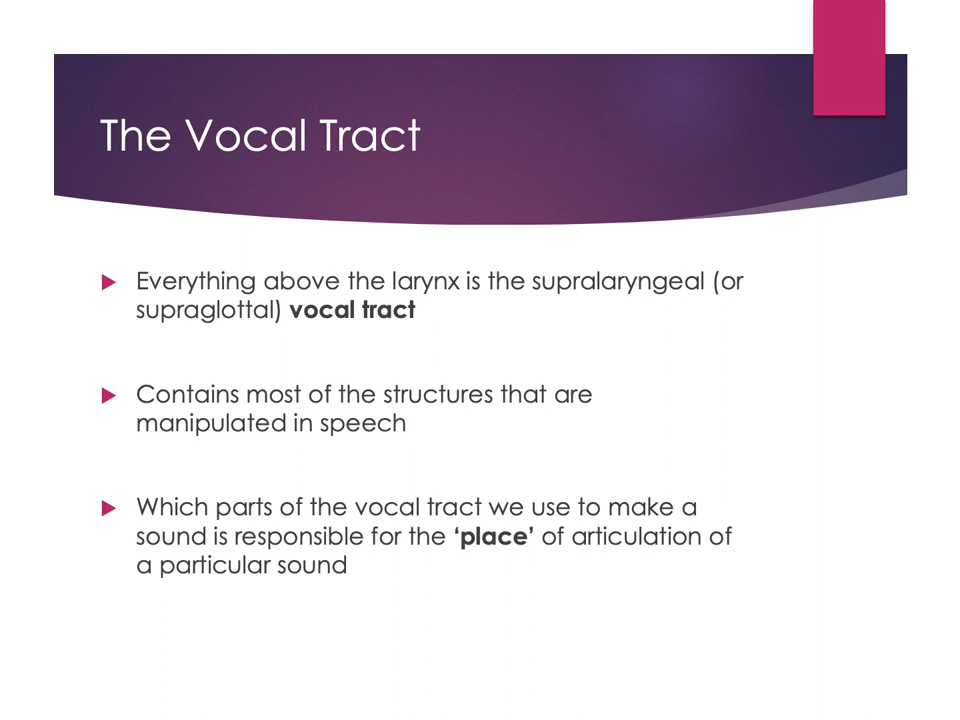 The Vocal Tract
Everything above the larynx is the supralaryngeal (or
supraglottal) vocal tract
Contains most of the structures that are
manipulated in speech
Which parts of the vocal tract we use to make a
sound is responsible for the ‘place’ of articulation of
a particular sound